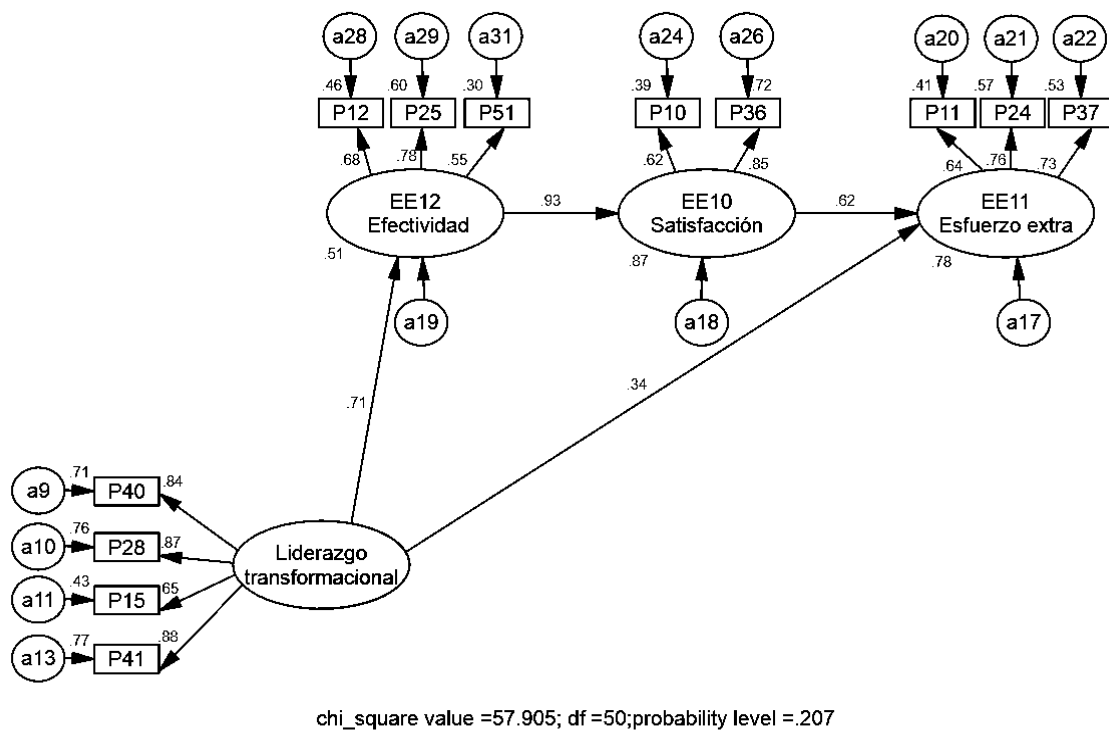 a28 a29 a31 a24 a26 a20 a21 a22
.46 .60 .30 .39 .72 .41 .57 .53
P12 P25 P51 P10 P36 P11 P24 P37
.68 .78 .55 .62 .85 .64 .76 .73
EE12 EE10 EE11
Efectividad .93 Satisfacción .62 Esfuerzo extra
.51 .87 .78
a19 a18 a17
.71 .34
a9 .71 P40 .84
a10 .76 P28 .87
Liderazgo
transformacional
a11 .43 P15 .65
a13 .77 P41 .88
chi_square value =57.905; df =50;probability level =.207